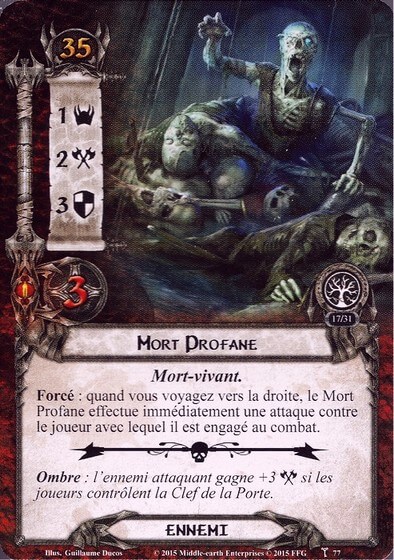 35
1
2
3
3
17/31
Mort Profane
Mort-vivant.
Forcé : quand vous voyagez vers la droite, le Mort
Profane effectue immédiatement une attaque contre
le joueur avec lequel il est engagé au combat.
Ombre : l'ennemi attaquant gagne +3 si les
joueurs contrôlent la Clef de la Porte.
ENNEMI
Illus. Guillaume Ducos © 2015 Middle-earth Enterprises © 2015 FFG 77